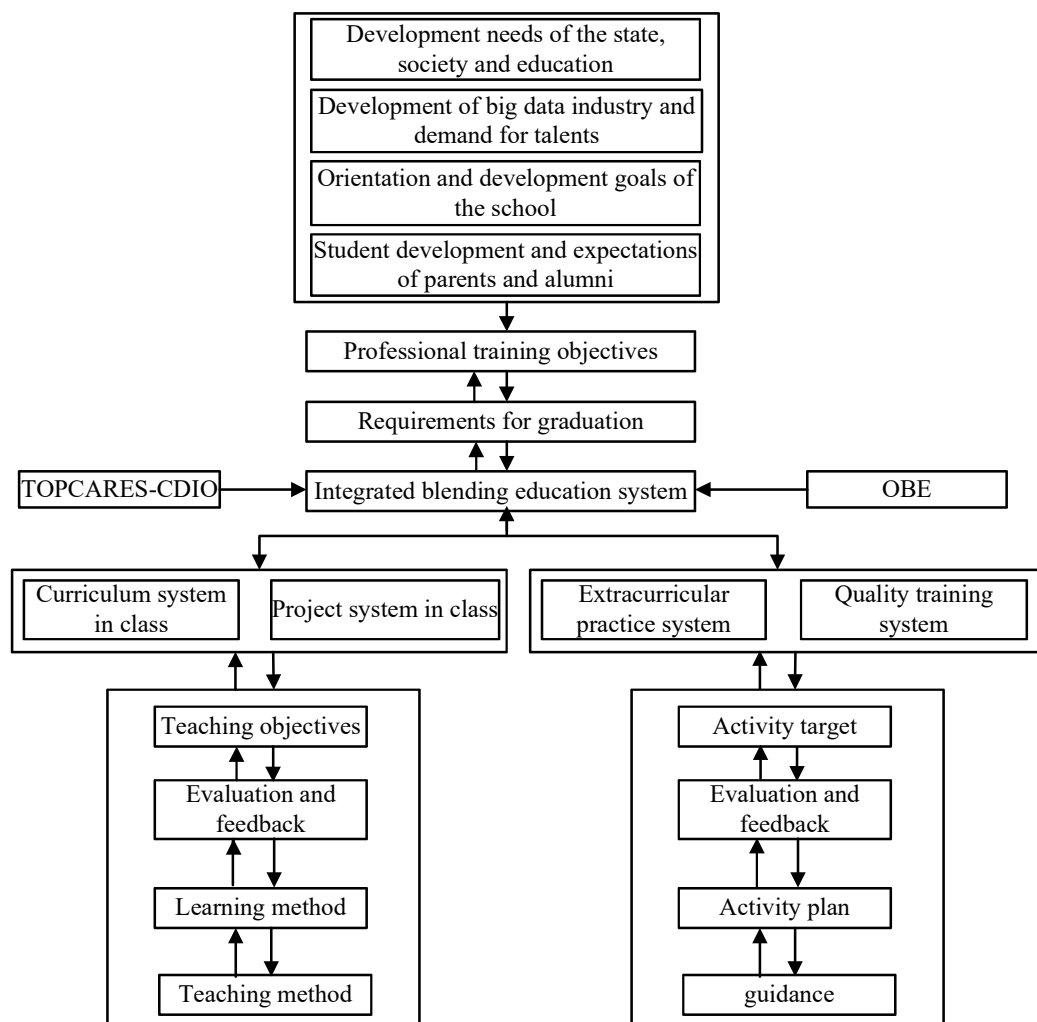 Development needs of the state,
society and education
Development of big data industry and
demand for talents
Orientation and development goals of
the school
Student development and expectations
of parents and alumni
Professional training objectives
Requirements for graduation
TOPCARES-CDIO
Integrated blending education system
OBE
Curriculum system
in class
Project system in class
Extracurricular
practice system
Quality training
system
Teaching objectives
Evaluation and
feedback
Learning method
Teaching method
Activity target
Evaluation and
feedback
Activity plan
guidance